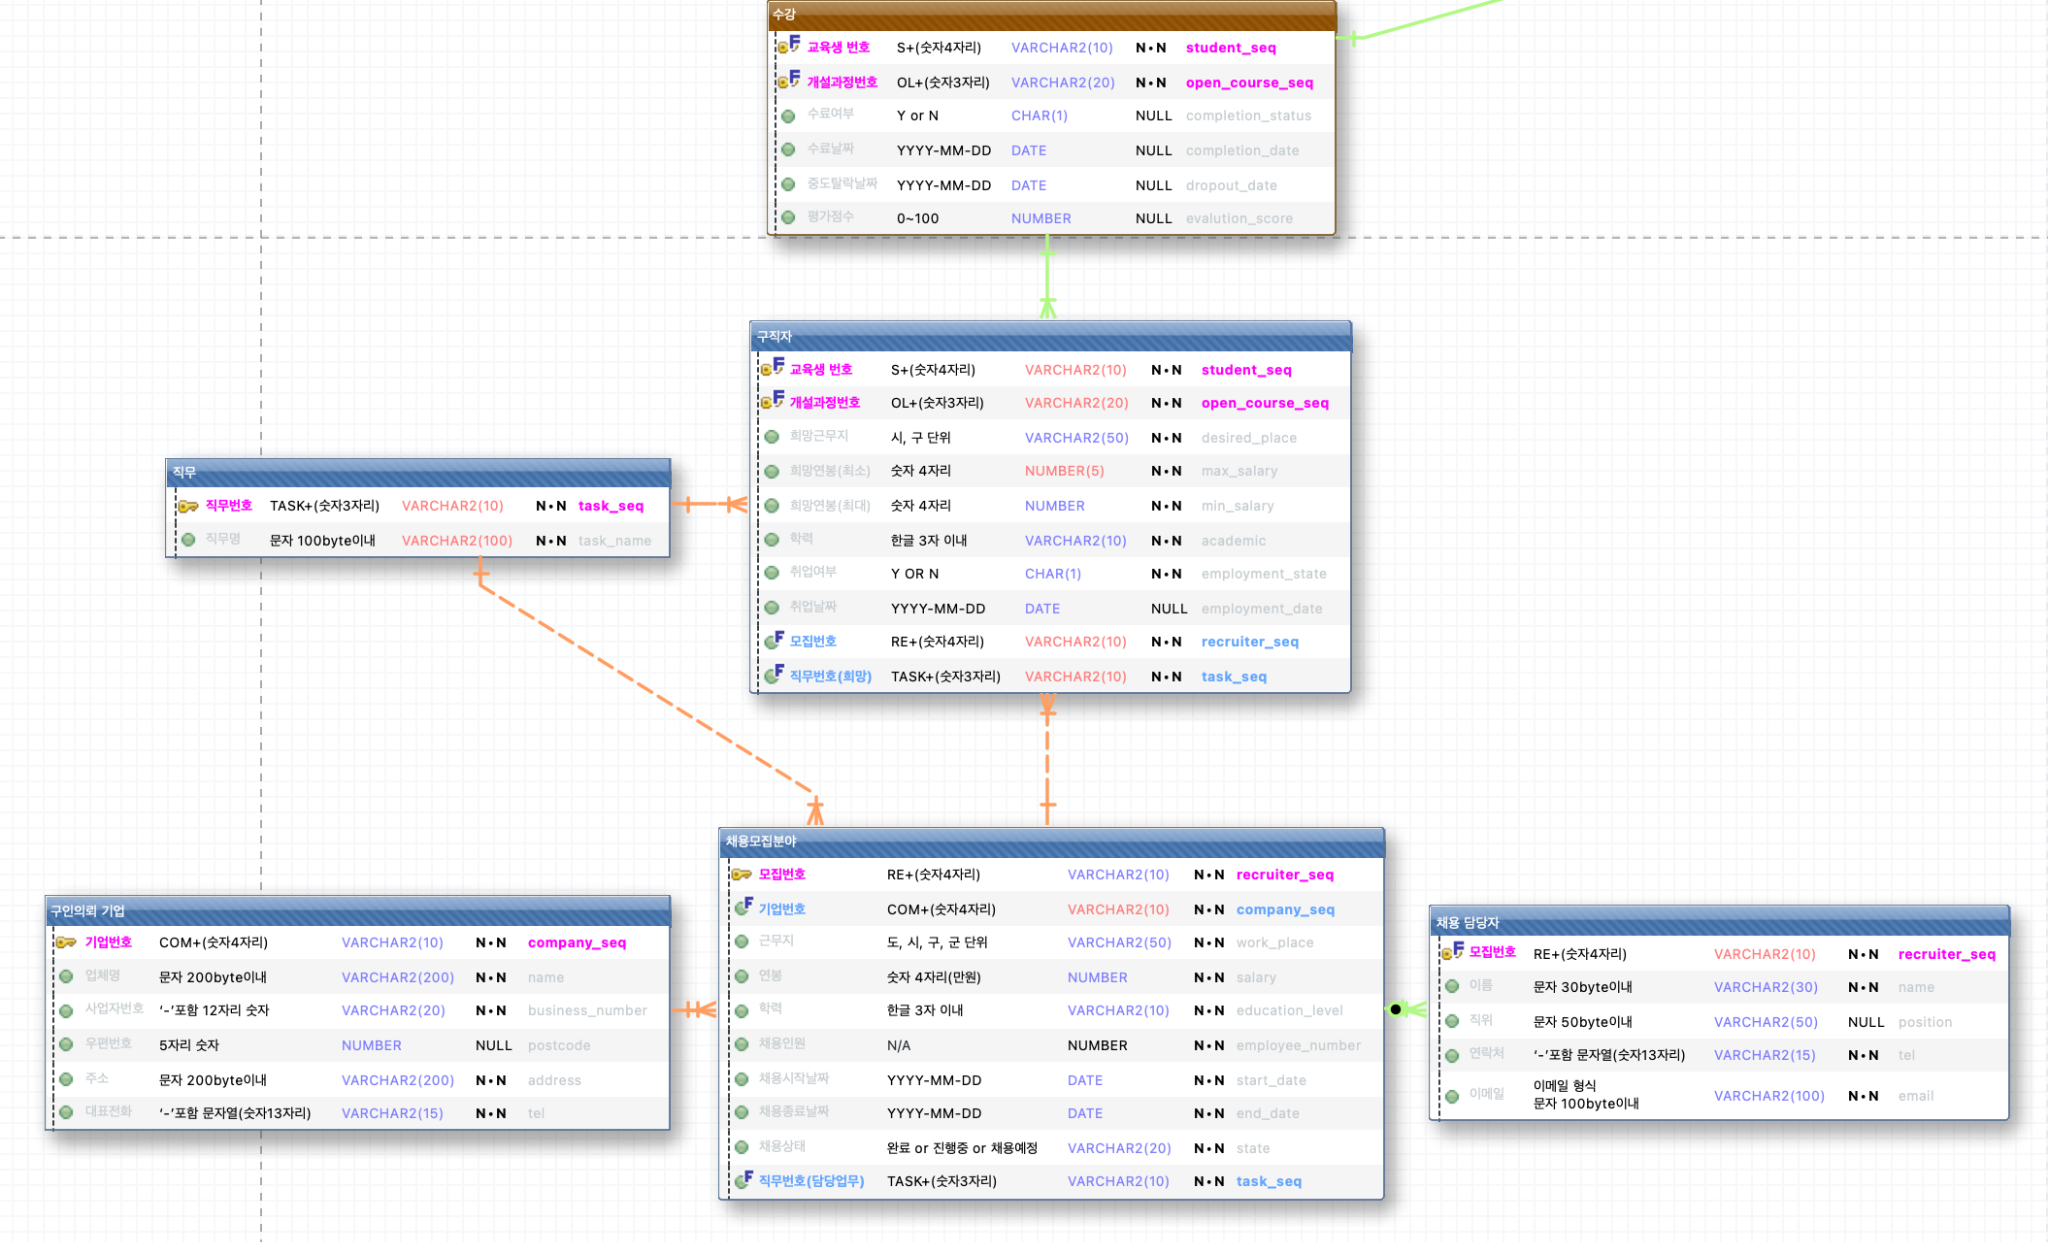 수강
교육생 번호 S+(숫자4자리) VARCHAR2(10) N•N student_seq
개설과정번호 OL+(숫자3자리) VARCHAR2(20) N•N open_course_seq
수료여부 Y or N CHAR(1) NULL completion_status
수료날짜 YYYY-MM-DD DATE NULL completion_date
중도탈락날짜 YYYY-MM-DD DATE NULL dropout_date
평가점수 0~100 NUMBER NULL evalution_score
구직자
교육생 번호 S+(숫자4자리) VARCHAR2(10) N•N student_seq
개설과정번호 OL+(숫자3자리) VARCHAR2(20) N•N open_course_seq
희망근무지 시, 구 단위 VARCHAR2(50) N•N desired_place
희망연봉(최소) 숫자 4자리 NUMBER(5) N•N max_salary
희망연봉(최대) 숫자 4자리 NUMBER N•N min_salary
학력 한글 3자 이내 VARCHAR2(10) N•N academic
취업여부 Y OR N CHAR(1) N•N employment_state
취업날짜 YYYY-MM-DD DATE NULL employment_date
모집번호 RE+(숫자4자리) VARCHAR2(10) N•N recruiter_seq
직무번호(희망) TASK+(숫자3자리) VARCHAR2(10) N•N task_seq
직무
직무번호 TASK+(숫자3자리) VARCHAR2(10) N•N task_seq
직무명 문자 100byte이내 VARCHAR2(100) N•N task_name
채용모집분야
모집번호 RE+(숫자4자리) VARCHAR2(10) N•N recruiter_seq
기업번호 COM+(숫자4자리) VARCHAR2(10) N•N company_seq
근무지 도, 시, 구, 군 단위 VARCHAR2(50) N•N work_place
연봉 숫자 4자리(만원) NUMBER N•N salary
학력 한글 3자 이내 VARCHAR2(10) N•N education_level
채용인원 N/A NUMBER N•N employee_number
채용시작날짜 YYYY-MM-DD DATE N•N start_date
채용종료날짜 YYYY-MM-DD DATE N•N end_date
채용상태 완료 or 진행중 or 채용예정 VARCHAR2(20) N•N state
직무번호(담당업무) TASK+(숫자3자리) VARCHAR2(10) N•N task_seq
구인의뢰 기업
기업번호 COM+(숫자4자리) VARCHAR2(10) N•N company_seq
업체명 문자 200byte이내 VARCHAR2(200) N•N name
사업자번호 ‘-’포함 12자리 숫자 VARCHAR2(20) N•N business_number
우편번호 5자리 숫자 NUMBER NULL postcode
주소 문자 200byte이내 VARCHAR2(200) N•N address
대표전화 ‘-’포함 문자열(숫자13자리) VARCHAR2(15) N•N tel
채용 담당자
모집번호 RE+(숫자4자리) VARCHAR2(10) N•N recruiter_seq
이름 문자 30byte이내 VARCHAR2(30) N•N name
직위 문자 50byte이내 VARCHAR2(50) NULL position
연락처 ‘-’포함 문자열(숫자13자리) VARCHAR2(15) N•N tel
이메일 이메일 형식
문자 100byte이내 VARCHAR2(100) N•N email